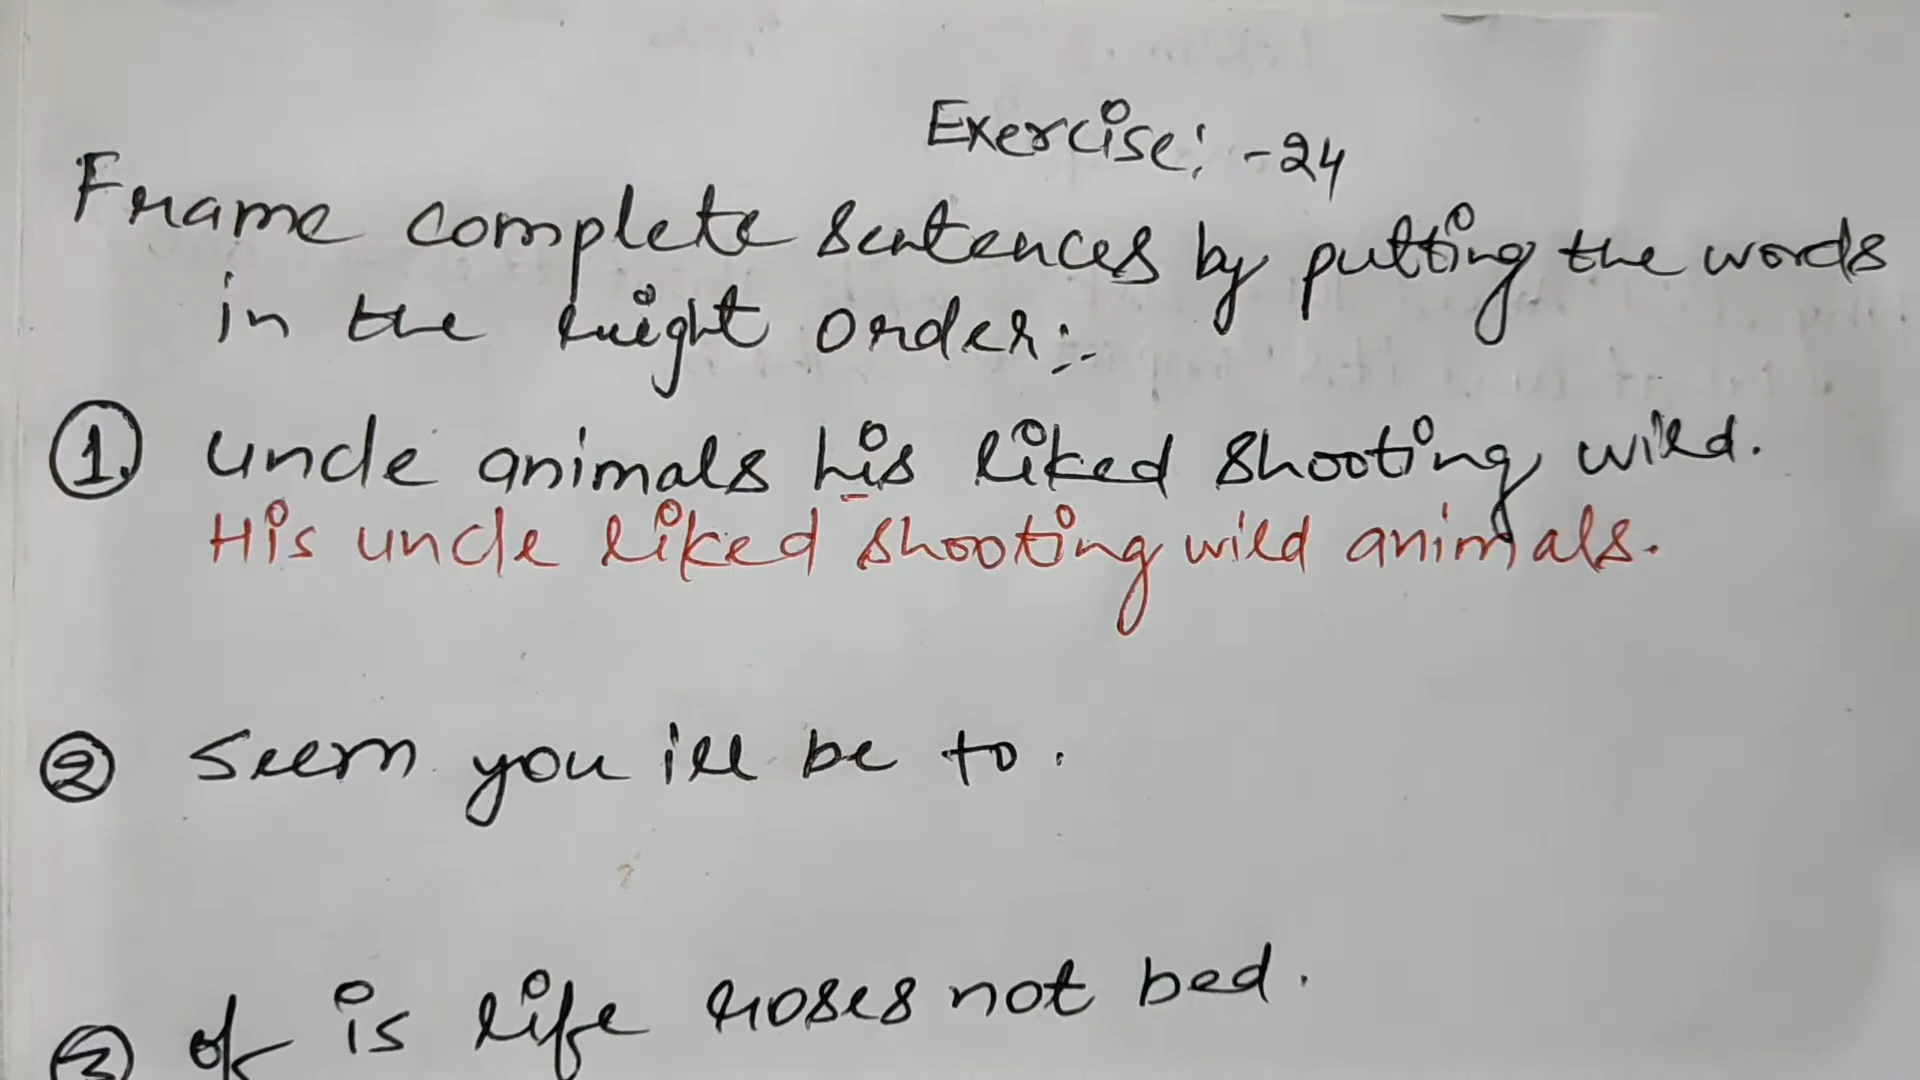 Exercise: -24
Frame complete sentences by putting the words
in the right order:-
1. uncle animals his liked shooting wild.
His uncle liked shooting wild animals.
2 Seem you ill be to.
3 of is life roses not bed.